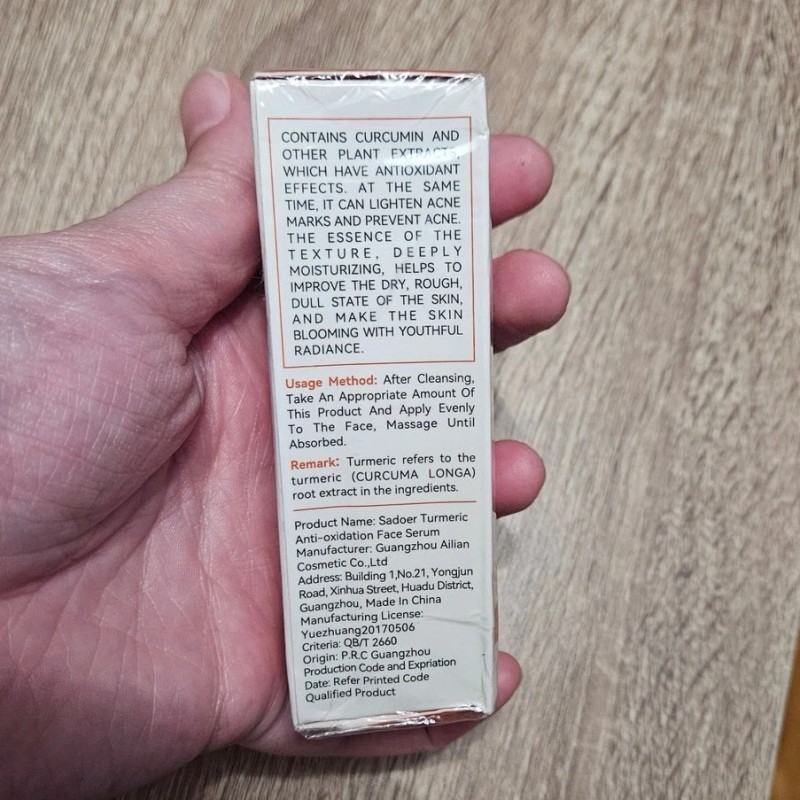 CONTAINS CURCUMIN AND
OTHER PLANT EXTRACTS,
WHICH HAVE ANTIOXIDANT
EFFECTS. AT THE SAME
TIME, IT CAN LIGHTEN ACNE
MARKS AND PREVENT ACNE.
THE ESSENCE OF THE
TEXTURE, DEEPLY
MOISTURIZING, HELPS TO
IMPROVE THE DRY, ROUGH,
DULL STATE OF THE SKIN,
AND MAKE THE SKIN
BLOOMING WITH YOUTHFUL
RADIANCE.
Usage Method: After Cleansing,
Take An Appropriate Amount Of
This Product And Apply Evenly
To The Face, Massage Until
Absorbed.
Remark: Turmeric refers to the
turmeric (CURCUMA LONGA)
root extract in the ingredients.
Product Name: Sadoer Turmeric
Anti-oxidation Face Serum
Manufacturer: Guangzhou Ailian
Cosmetic Co.,Ltd
Address: Building 1,No.21, Yongjun
Road, Xinhua Street, Huadu District,
Guangzhou, Made In China
Manufacturing License:
Yuezhuang20170506
Criteria: QB/T 2660
Origin: P.R.C Guangzhou
Production Code and Expriation
Date: Refer Printed Code
Qualified Product